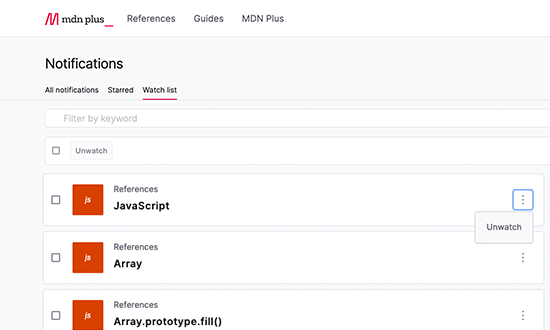 mdn plus_ References Guides MDN Plus
Notifications
All notifications Starred Watch list
Filter by keyword
Unwatch
References
js JavaScript
Unwatch
References
js Array
References
js Array.prototype.fill()